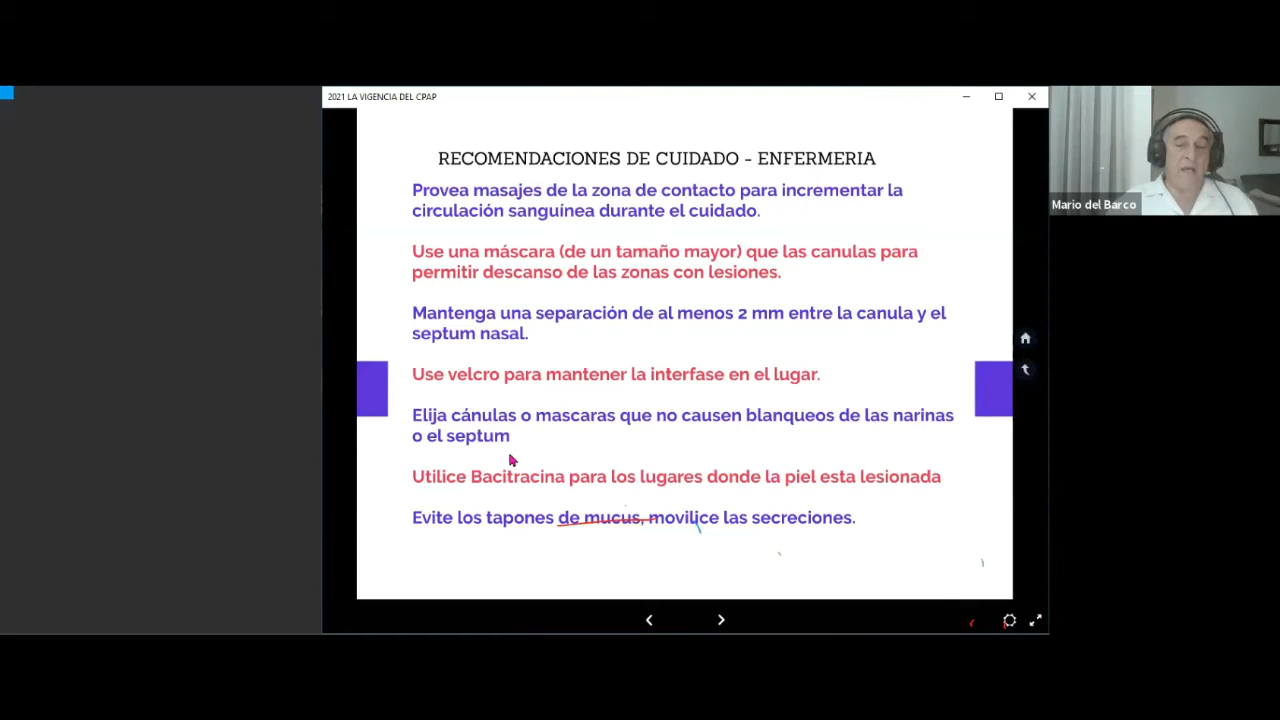 2021 LA VIGENCIA DEL CPAP
RECOMENDACIONES DE CUIDADO - ENFERMERIA
Provea masajes de la zona de contacto para incrementar la
circulación sanguínea durante el cuidado.
Use una máscara (de un tamaño mayor) que las canulas para
permitir descanso de las zonas con lesiones.
Mantenga una separación de al menos 2 mm entre la canula y el
septum nasal.
Use velcro para mantener la interfase en el lugar.
Elija cánulas o mascaras que no causen blanqueos de las narinas
o el septum
Utilice Bacitracina para los lugares donde la piel esta lesionada
Evite los tapones de mucus, movilice las secreciones.
Mario del Barco